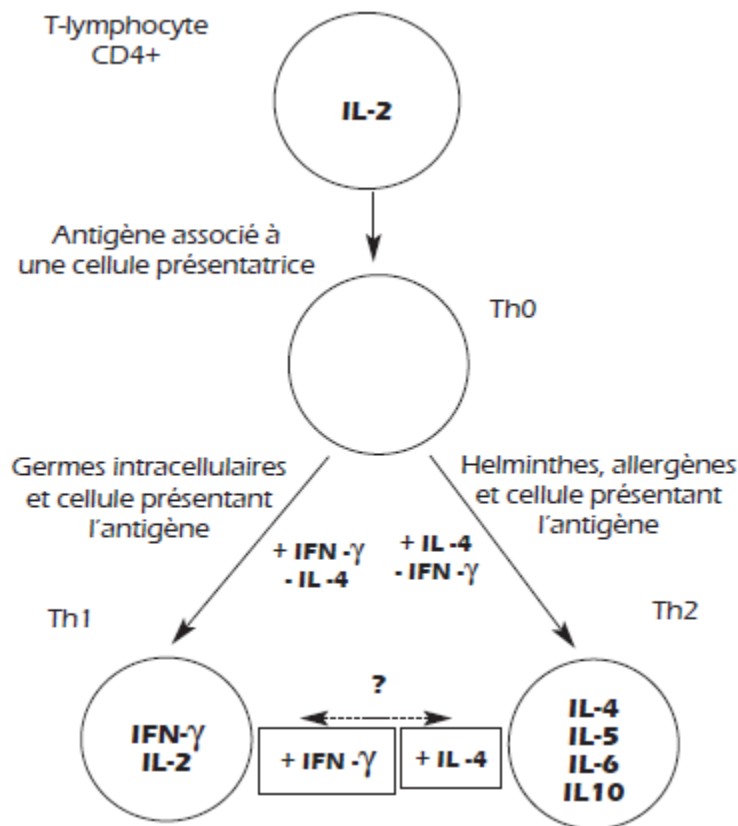 T-lymphocyte
CD4+
IL-2
Antigène associé à
une cellule présentatrice
Th0
Germes intracellulaires
et cellule présentant
l'antigène
Helminthes, allergènes
et cellule présentant
l'antigène
+ IFN -γ
- IL -4
+ IL -4
- IFN -γ
Th1
Th2
?
IFN-γ
IL-2
+ IFN -γ
+ IL -4
IL-4
IL-5
IL-6
IL10